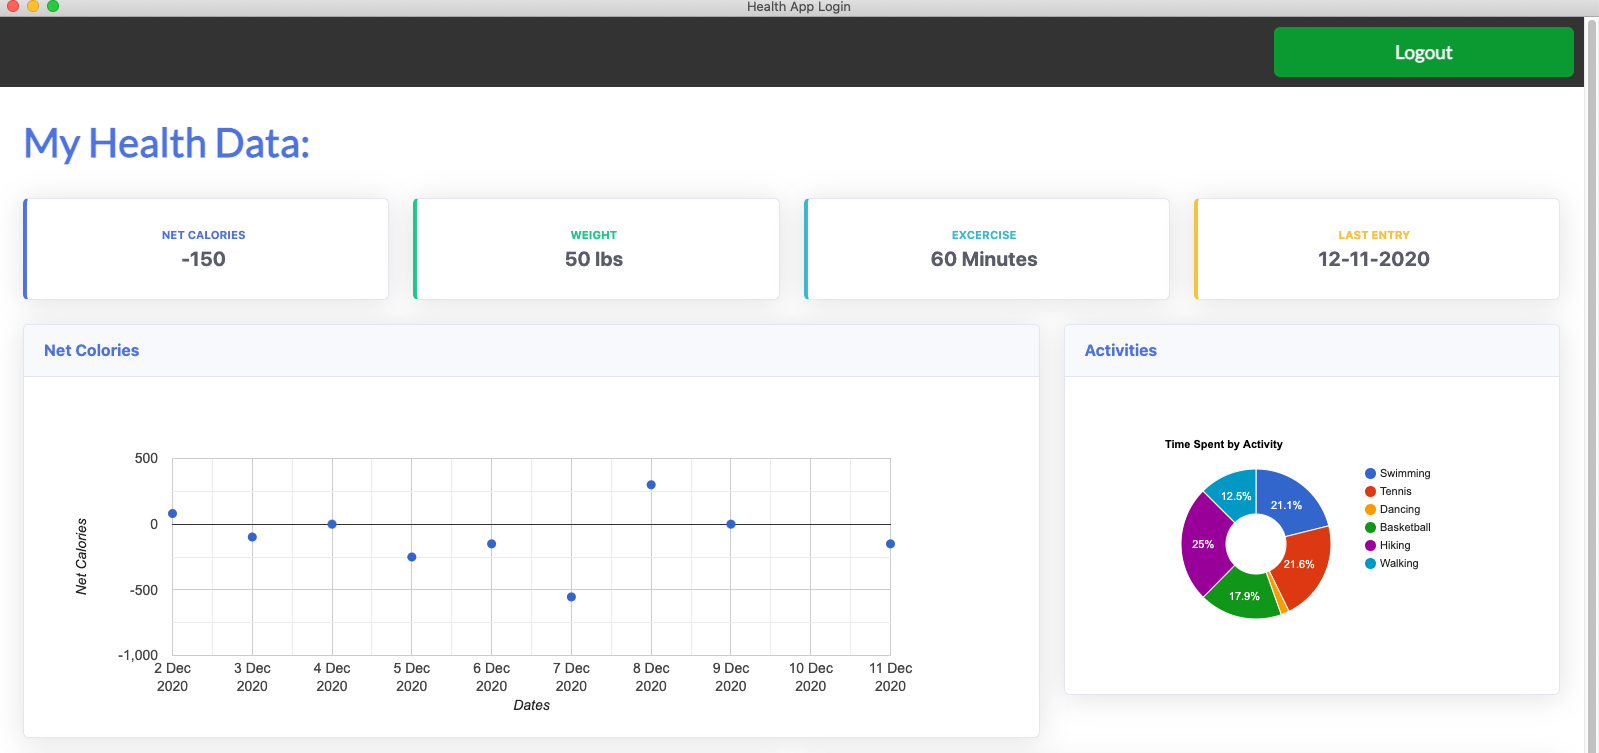 Health App Login
Logout
My Health Data:
NET CALORIES
-150
WEIGHT
50 lbs
EXCERCISE
60 Minutes
LAST ENTRY
12-11-2020
Net Colories
500
0
-500
-1,000
Net Calories
2 Dec 3 Dec 4 Dec 5 Dec 6 Dec 7 Dec 8 Dec 9 Dec 10 Dec 11 Dec
2020 2020 2020 2020 2020 2020 2020 2020 2020 2020
Dates
Activities
Time Spent by Activity
21.1%
21.6%
17.9%
25%
12.5%
Swimming
Tennis
Dancing
Basketball
Hiking
Walking